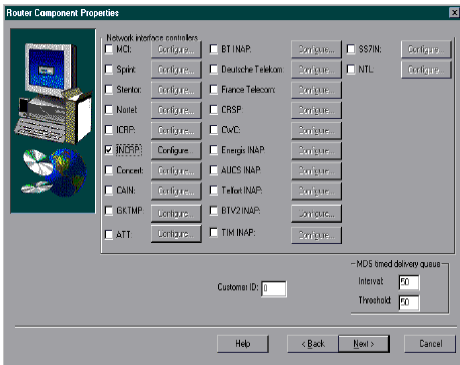 Router Component Properties
Network interface controllers
MCI: Configure... BT INAP: Configure... SS7IN: Configure...
Sprint Configure... Deutsche Telekom: Configure... NTL: Configure...
Stentor: Configure... France Telecom: Configure...
Nortel: Configure... CRSP: Configure...
ICRP: Configure... CWC: Configure...
INCRP: Configure... Energis INAP: Configure...
Concert: Configure... AUCS INAP: Configure...
CAIN: Configure... Telfort INAP: Configure...
GKTMP: Configure... BTV2 INAP: Configure...
ATT: Configure... TIM INAP: Configure...
MDS timed delivery queue
Customer ID: 0
Interval: 50
Threshold: 50
Help < Back Next > Cancel